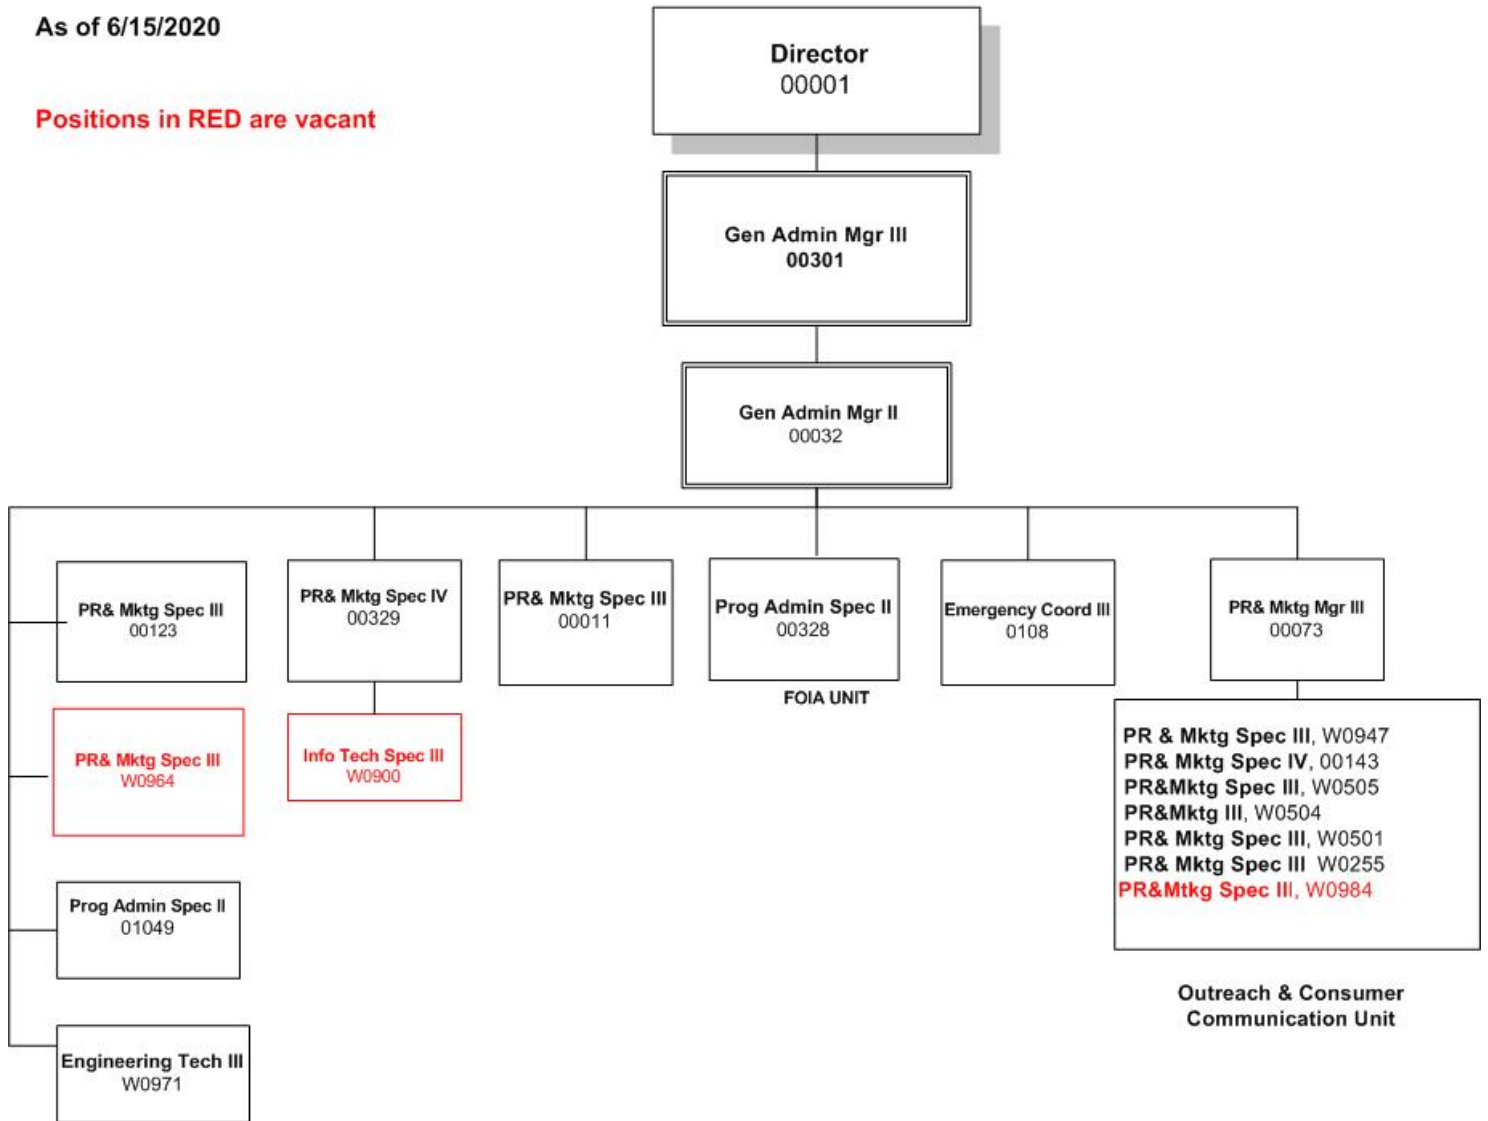 As of 6/15/2020
Positions in RED are vacant
Director
00001
Gen Admin Mgr III
00301
Gen Admin Mgr II
00032
PR& Mktg Spec III
00123
PR& Mktg Spec IV
00329
PR& Mktg Spec III
00011
Prog Admin Spec II
00328
FOIA UNIT
Emergency Coord III
0108
PR& Mktg Mgr III
00073
PR& Mktg Spec III
W0964
Info Tech Spec III
W0900
PR & Mktg Spec III, W0947
PR& Mktg Spec IV, 00143
PR&Mktg Spec III, W0505
PR&Mktg III, W0504
PR& Mktg Spec III, W0501
PR& Mktg Spec III W0255
PR&Mtkg Spec III, W0984
Outreach & Consumer
Communication Unit
Prog Admin Spec II
01049
Engineering Tech III
W0971